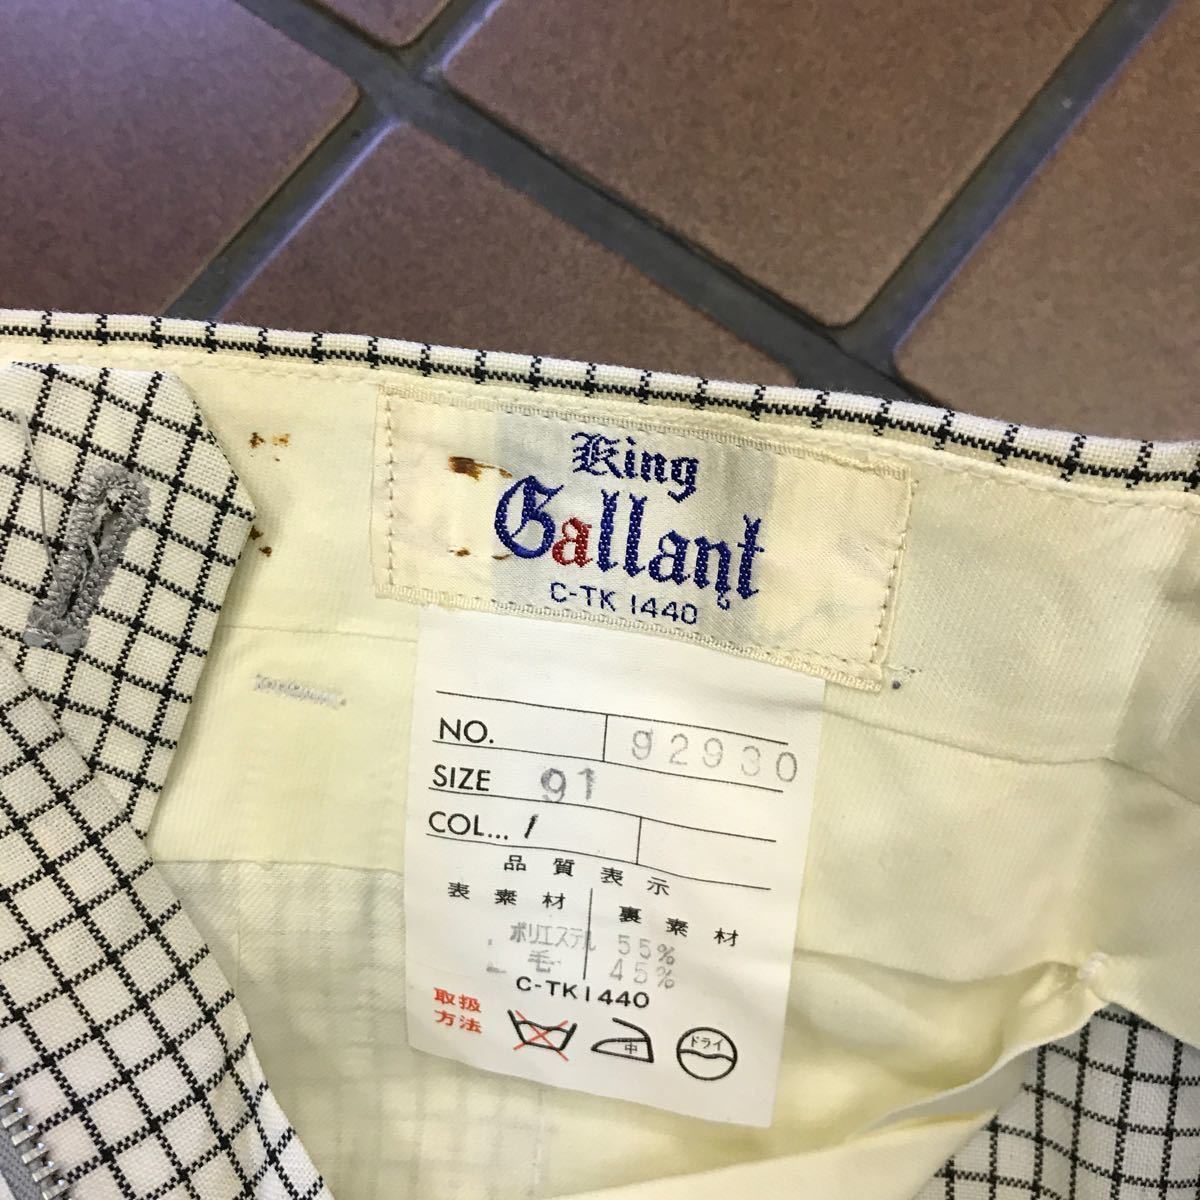 King
Gallant
C-TK 1440
NO. 92930
SIZE 91
COL... 1
品質表示
表素材 裏素材
ポリエステル 55%
毛 45%
C-TK1440
取扱
方法
中
ドライ